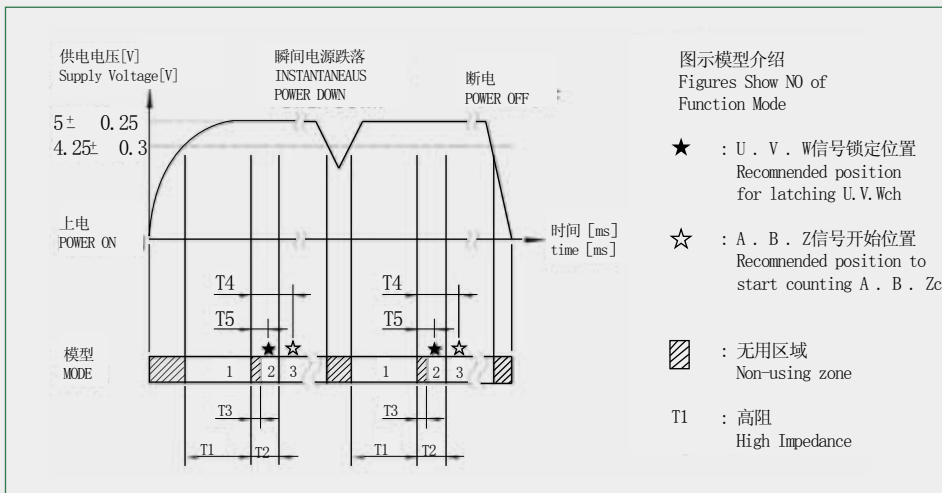 供电电压[V]
Supply Voltage[V]
瞬间电源跌落
INSTANTANEAUS
POWER DOWN
断电
POWER OFF
5± 0.25
4.25± 0.3
上电
POWER ON
时间 [ms]
time [ms]
T4
T4
T5
T5
模型
MODE
1
2
3
1
2
3
T3
T3
T1
T2
T1
T2
图示模型介绍
Figures Show NO of
Function Mode
★ : U . V . W信号锁定位置
Recomnended position
for latching U.V.Wch
☆ : A . B . Z信号开始位置
Recomnended position to
start counting A . B . Zc
: 无用区域
Non-using zone
T1 : 高阻
High Impedance